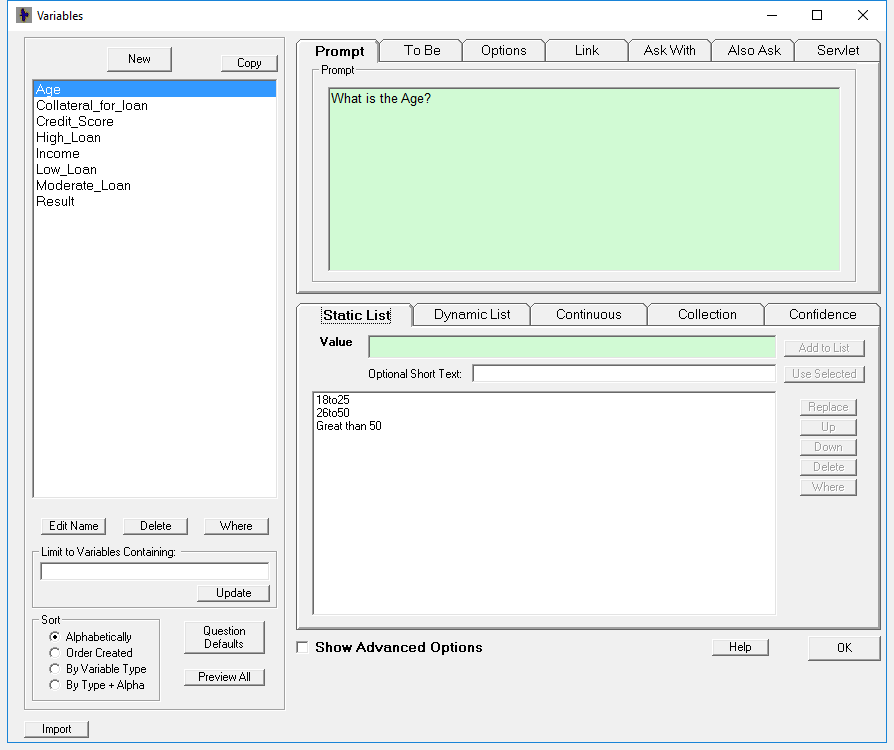 Variables
New
Copy
Age
Collateral_for_loan
Credit_Score
High_Loan
Income
Low_Loan
Moderate_Loan
Result
Edit Name Delete Where
Limit to Variables Containing:
Update
Sort
Alphabetically
Order Created
By Variable Type
By Type + Alpha
Question
Defaults
Preview All
Import
Prompt To Be Options Link Ask With Also Ask Servlet
Prompt
What is the Age?
Static List Dynamic List Continuous Collection Confidence
Value
Add to List
Optional Short Text:
Use Selected
18to25
26to50
Great than 50
Replace
Up
Down
Delete
Where
Show Advanced Options
Help
OK